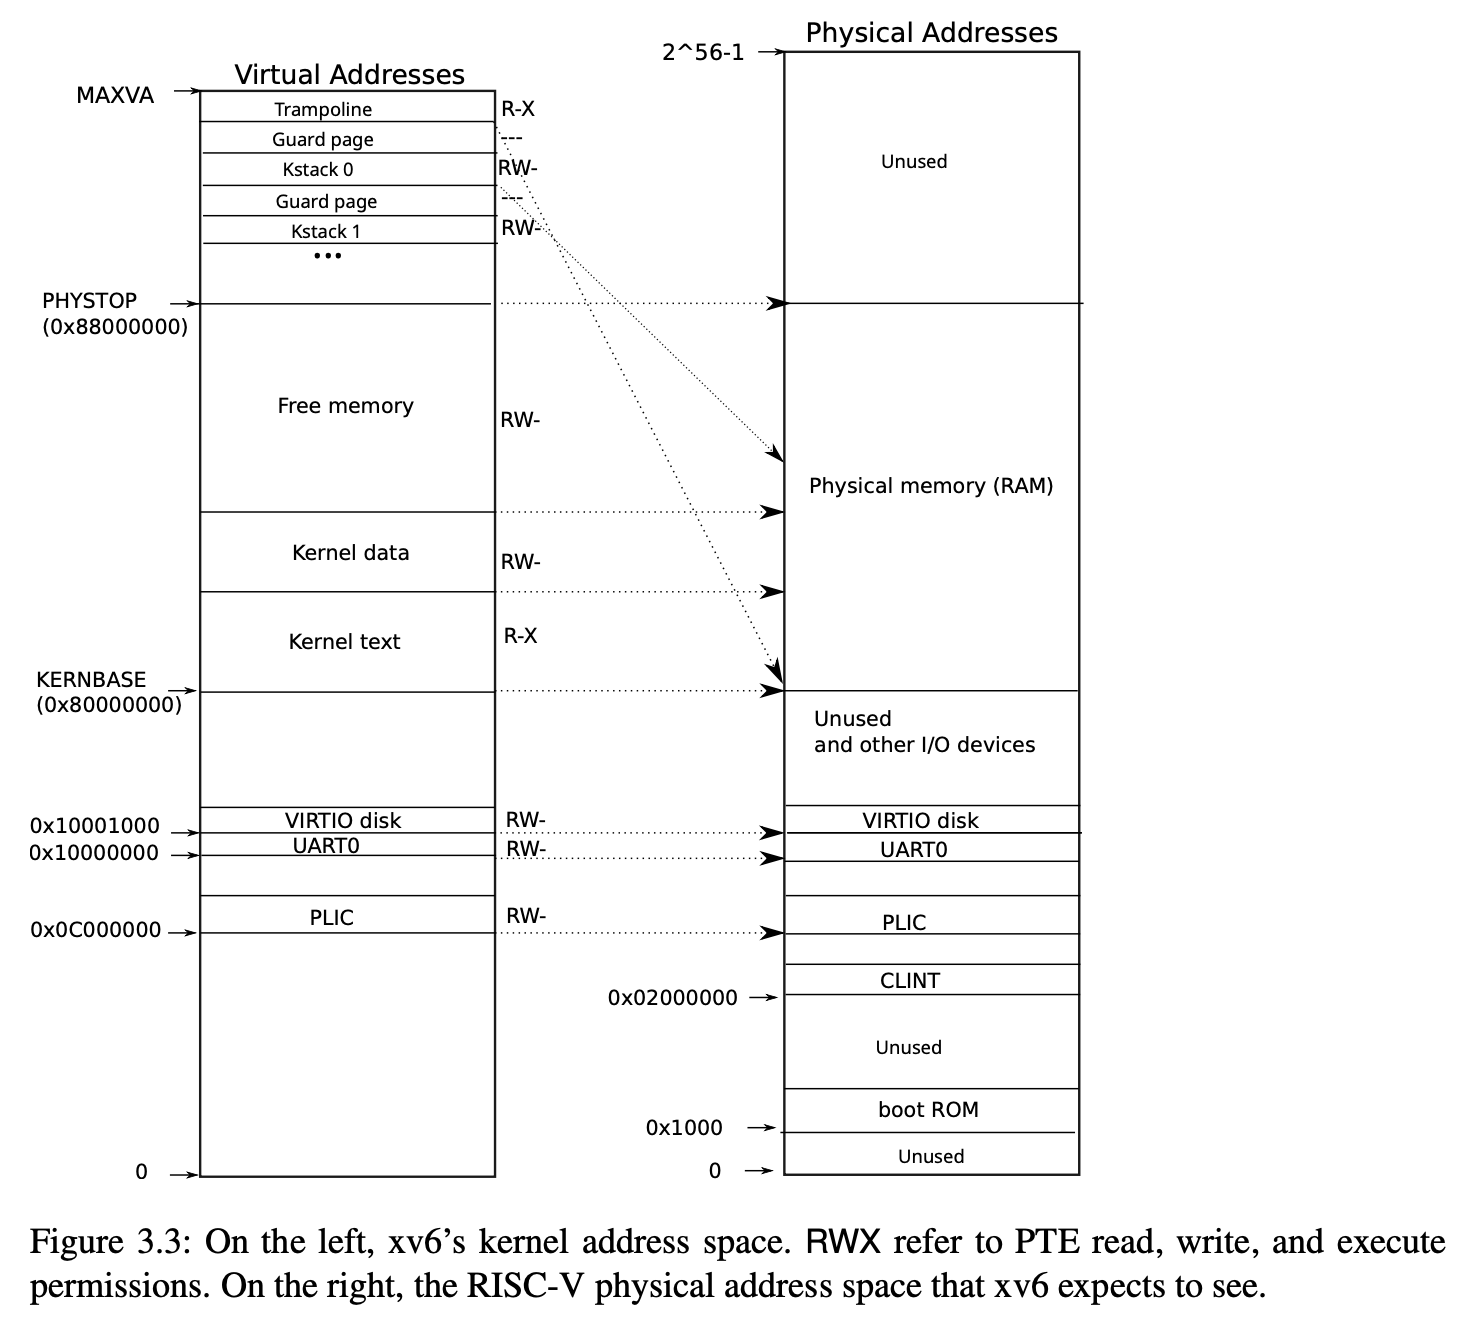 Physical Addresses
2^56-1
Virtual Addresses
MAXVA
Trampoline
R-X
Guard page
---
Kstack 0
RW-
Guard page
---
Kstack 1
RW-
•••
Unused
PHYSTOP
(0x88000000)
Free memory
RW-
Physical memory (RAM)
Kernel data
RW-
Kernel text
R-X
KERNBASE
(0x80000000)
Unused
and other I/O devices
0x10001000
VIRTIO disk
RW-
VIRTIO disk
0x10000000
UART0
RW-
UART0
0x0C000000
PLIC
RW-
PLIC
CLINT
0x02000000
Unused
boot ROM
0x1000
Unused
0
0
Figure 3.3: On the left, xv6’s kernel address space. RWX refer to PTE read, write, and execute
permissions. On the right, the RISC-V physical address space that xv6 expects to see.